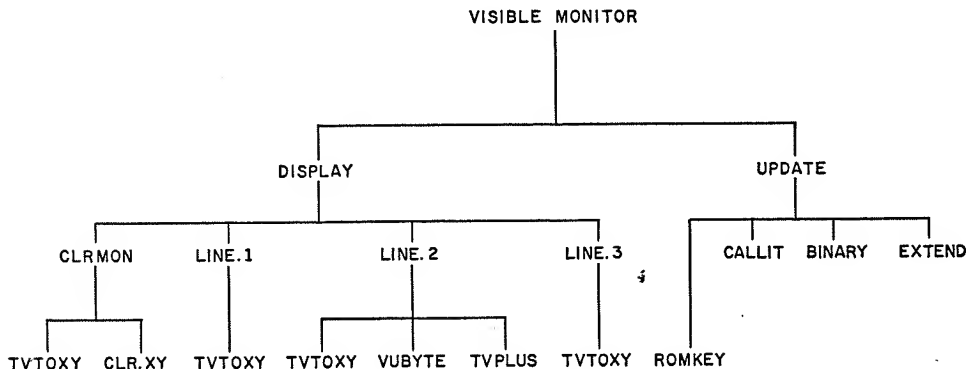 VISIBLE MONITOR
DISPLAY UPDATE
CLRMON LINE.1 LINE.2 LINE.3 CALLIT BINARY EXTEND
TVTOXY CLR.XY TVTOXY TVTOXY VUBYTE TVPLUS TVTOXY ROMKEY